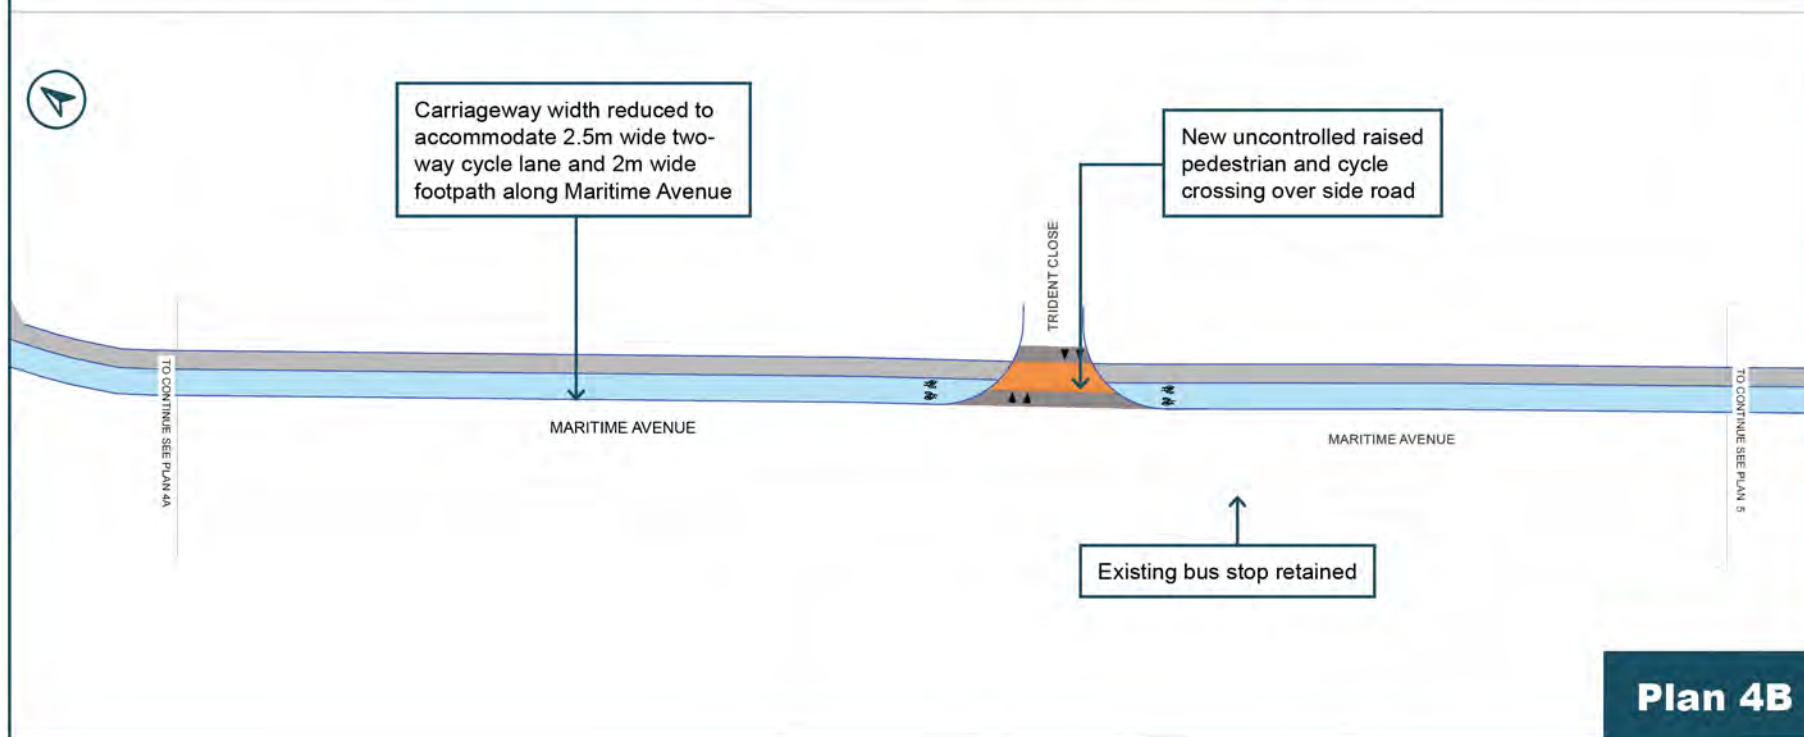 Carriageway width reduced to
accommodate 2.5m wide two-
way cycle lane and 2m wide
footpath along Maritime Avenue
New uncontrolled raised
pedestrian and cycle
crossing over side road
TRIDENT CLOSE
TO CONTINUE SEE PLAN 4A
MARITIME AVENUE
MARITIME AVENUE
TO CONTINUE SEE PLAN 5
Existing bus stop retained
Plan 4B